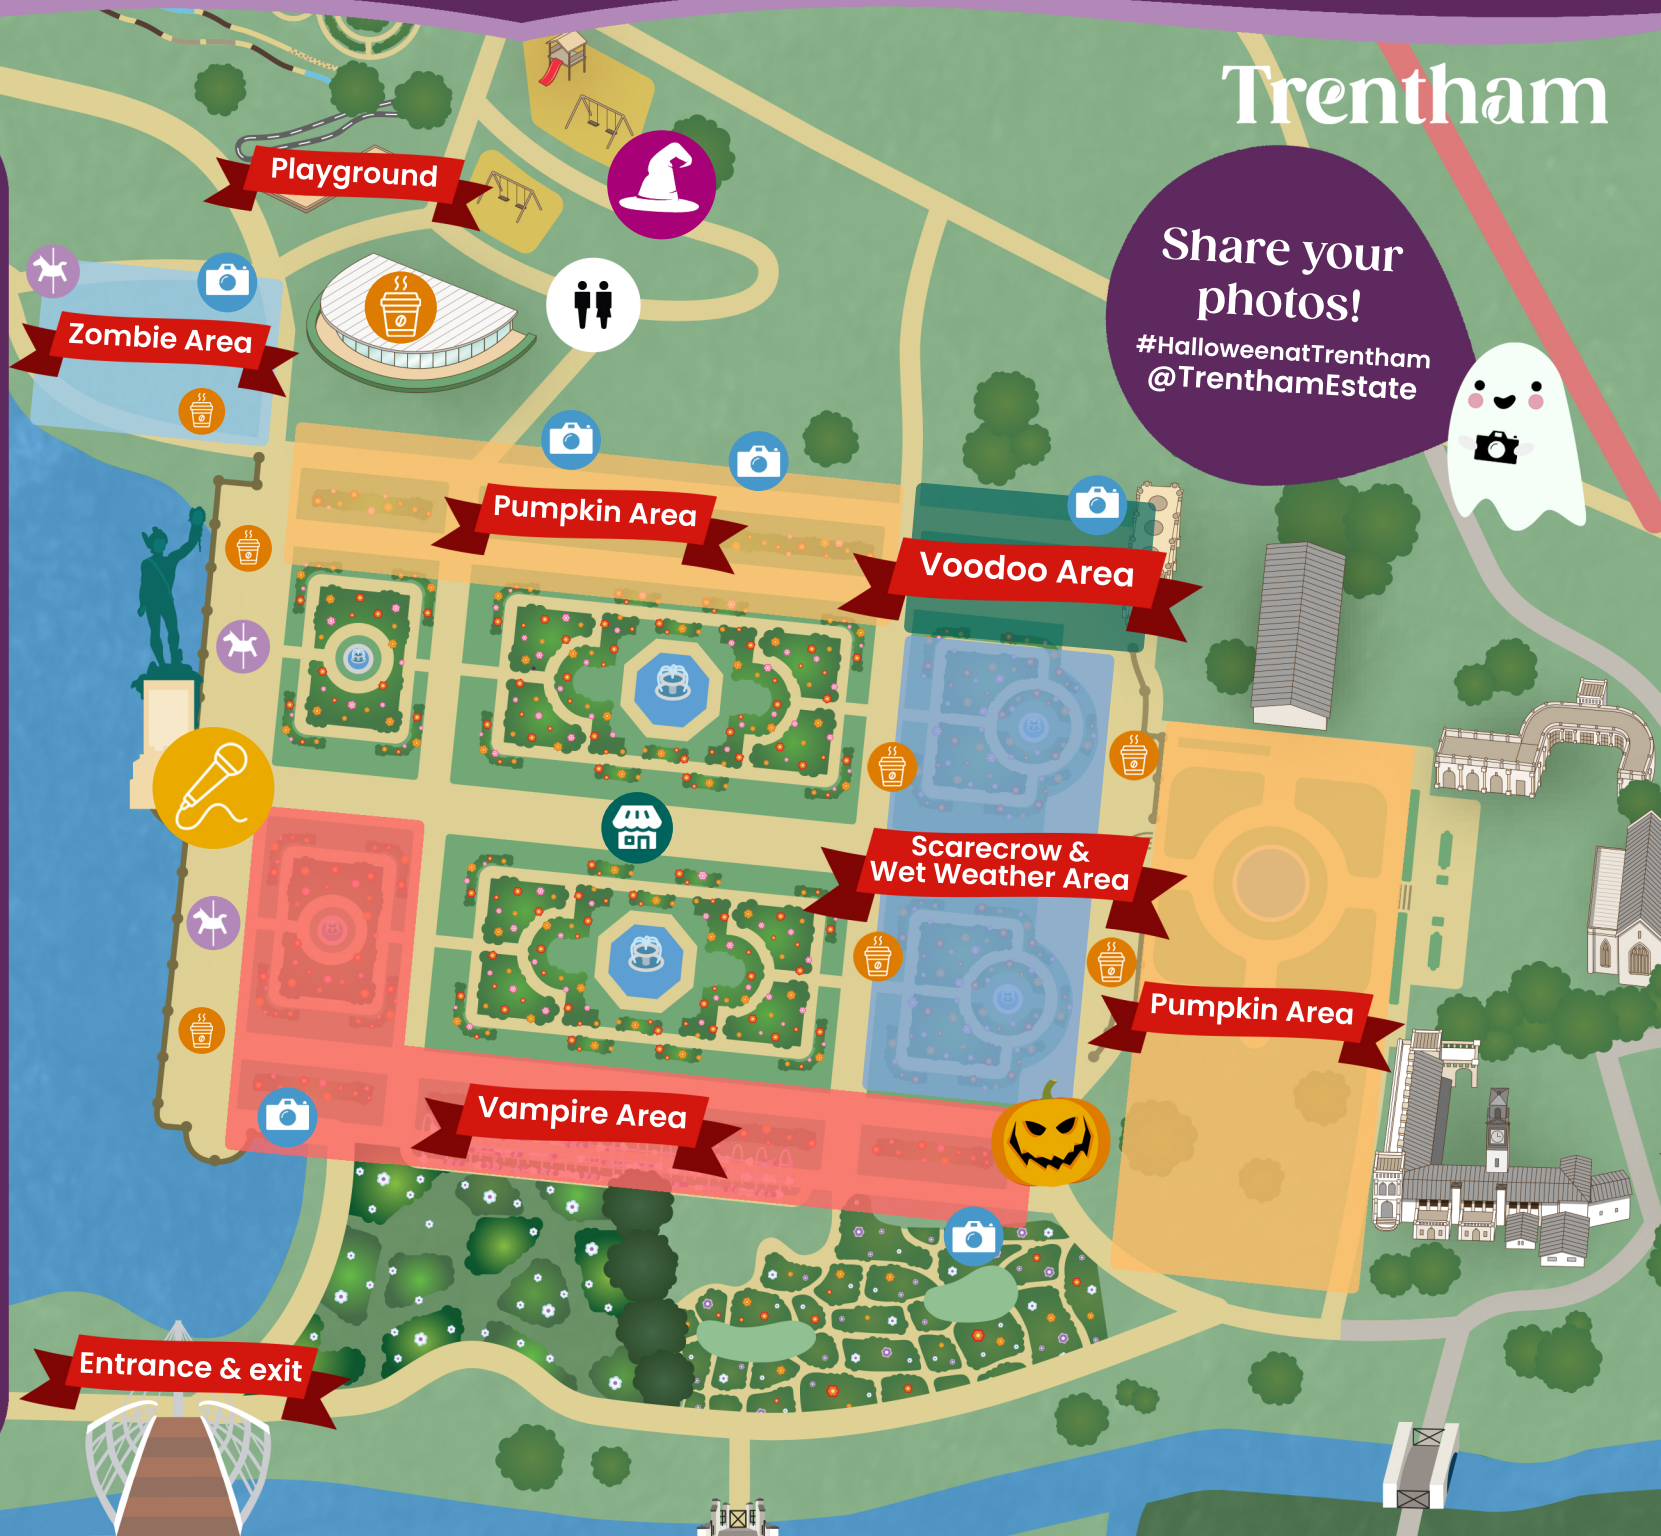 Trentham
Playground
Share your
photos!
#HalloweenatTrentham
@TrenthamEstate
Zombie Area
Pumpkin Area
Voodoo Area
Scarecrow &
Wet Weather Area
Pumpkin Area
Vampire Area
Entrance & exit